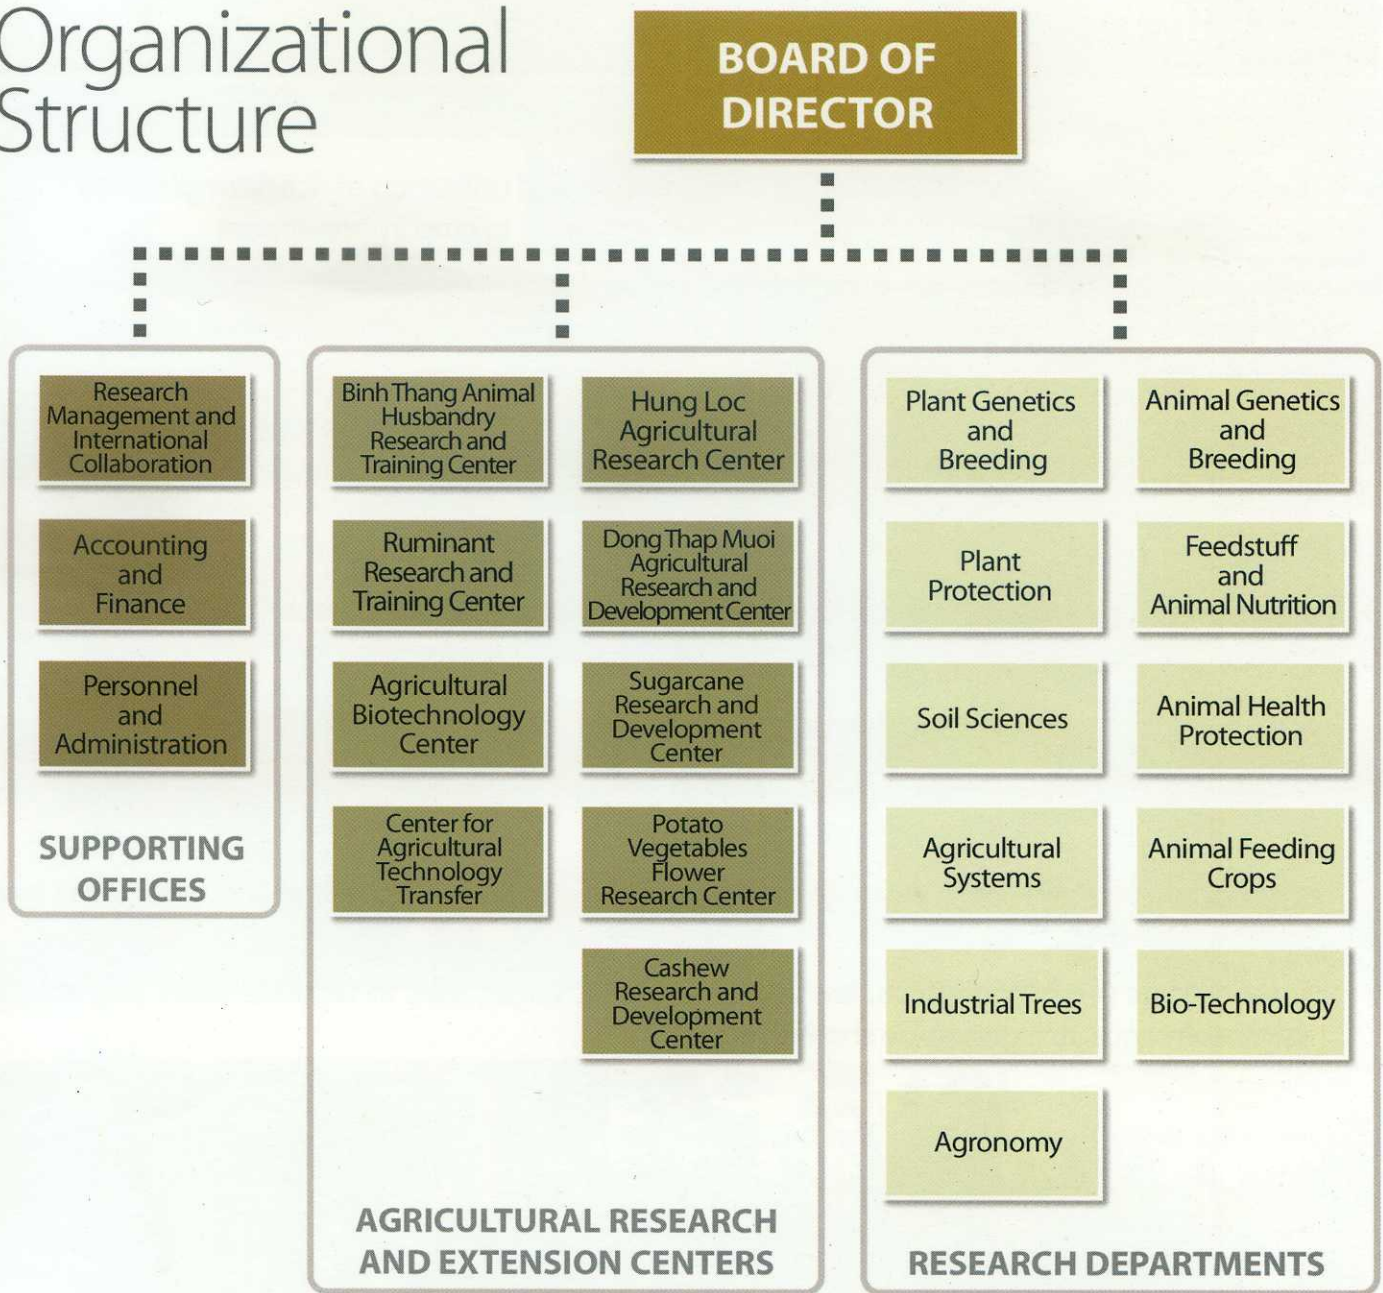 Organizational
Structure
BOARD OF
DIRECTOR
Research
Management and
International
Collaboration
Accounting
and
Finance
Personnel
and
Administration
SUPPORTING
OFFICES
Binh Thang Animal
Husbandry
Research and
Training Center
Ruminant
Research and
Training Center
Agricultural
Biotechnology
Center
Center for
Agricultural
Technology
Transfer
Hung Loc
Agricultural
Research Center
Dong Thap Muoi
Agricultural
Research and
Development Center
Sugarcane
Research and
Development
Center
Potato
Vegetables
Flower
Research Center
Cashew
Research and
Development
Center
AGRICULTURAL RESEARCH
AND EXTENSION CENTERS
Plant Genetics
and
Breeding
Plant
Protection
Soil Sciences
Agricultural
Systems
Industrial Trees
Agronomy
Animal Genetics
and
Breeding
Feedstuff
and
Animal Nutrition
Animal Health
Protection
Animal Feeding
Crops
Bio-Technology
RESEARCH DEPARTMENTS